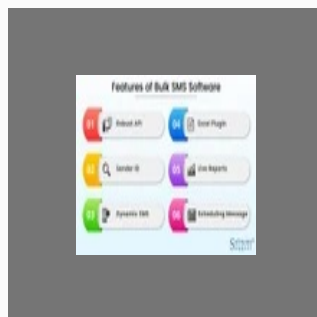 Features of Bulk SMS Software
01 Robust API
02 Sender ID
03 Dynamic SMS
04 Excel Plugin
05 Live Reports
06 Scheduling Message